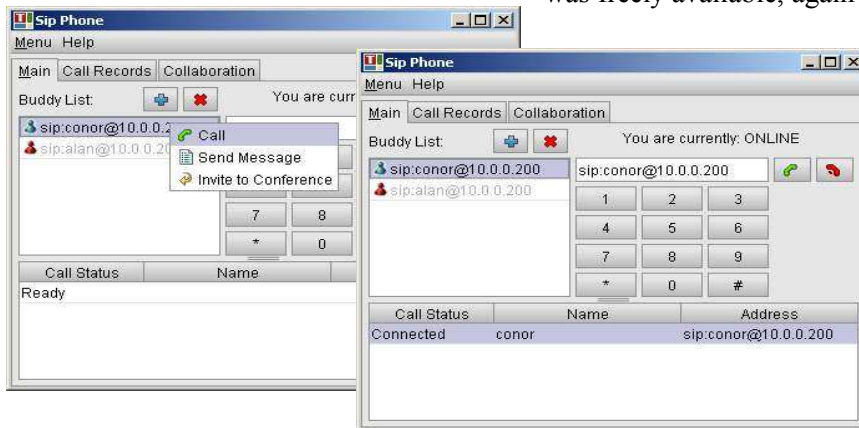 was freely available, again
Sip Phone
Menu Help
Main Call Records Collaboration
Buddy List: You are curr
sip:conor@10.0.0.2
sip:alan@10.0.0.20
Call
Send Message
Invite to Conference
7 8
* 0
Call Status Name
Ready
Sip Phone
Menu Help
Main Call Records Collaboration
Buddy List: You are currently: ONLINE
sip:conor@10.0.0.200 sip:conor@10.0.0.200
sip:alan@10.0.0.200
1 2 3
4 5 6
7 8 9
* 0 #
Call Status Name Address
Connected conor sip:conor@10.0.0.200